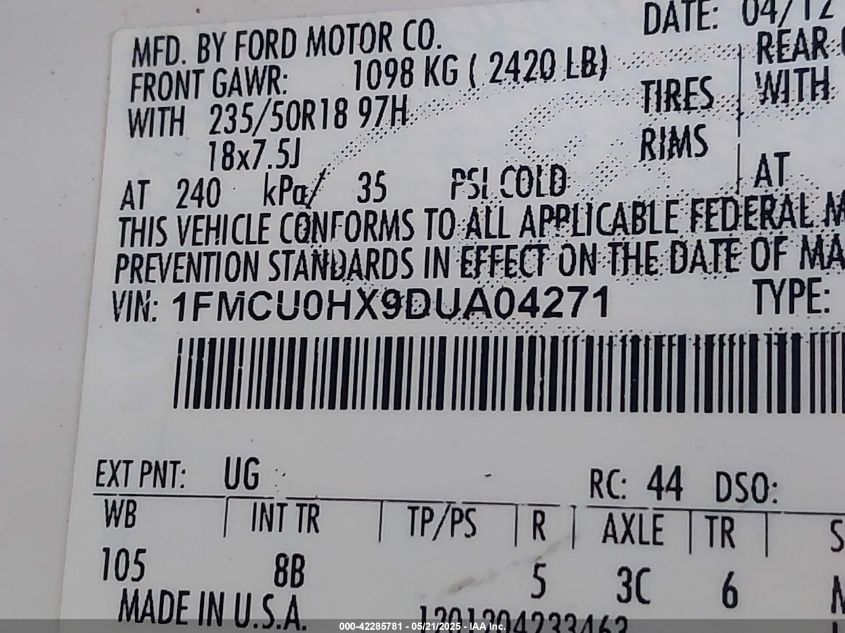 DATE: 04/12
MFD. BY FORD MOTOR CO.
FRONT GAWR: 1098 KG ( 2420 LB) REAR
WITH 235/50R18 97H TIRES WITH
18x7.5J RIMS
AT 240 kPa/ 35 PSI COLD AT
THIS VEHICLE CONFORMS TO ALL APPLICABLE FEDERAL
PREVENTION STANDARDS IN EFFECT ON THE DATE OF MA
VIN: 1FMCU0HX9DUA04271 TYPE:
EXT PNT: UG RC: 44 DSO:
WB INT TR TP/PS R AXLE TR S
105 8B 5 3C 6
MADE IN U.S.A.
1201204233462
000-42285781 - 05/21/2025 - IAA Inc.